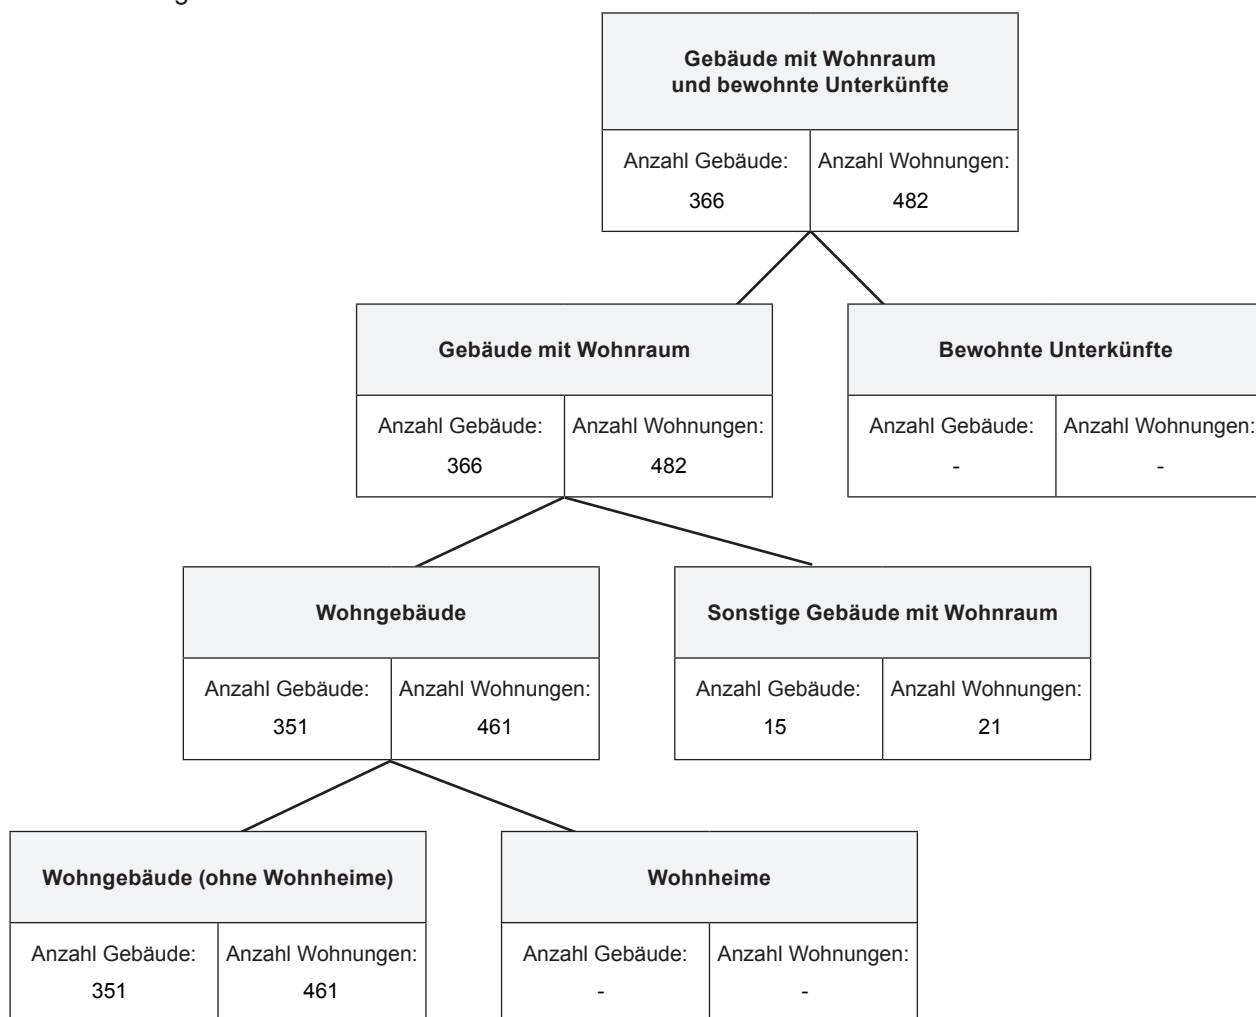 Gebäude mit Wohnraum
und bewohnte Unterkünfte
Anzahl Gebäude: Anzahl Wohnungen:
366 482
Gebäude mit Wohnraum Bewohnte Unterkünfte
Anzahl Gebäude: Anzahl Wohnungen: Anzahl Gebäude: Anzahl Wohnungen:
366 482 - -
Wohngebäude Sonstige Gebäude mit Wohnraum
Anzahl Gebäude: Anzahl Wohnungen: Anzahl Gebäude: Anzahl Wohnungen:
351 461 15 21
Wohngebäude (ohne Wohnheime) Wohnheime
Anzahl Gebäude: Anzahl Wohnungen: Anzahl Gebäude: Anzahl Wohnungen:
351 461 - -